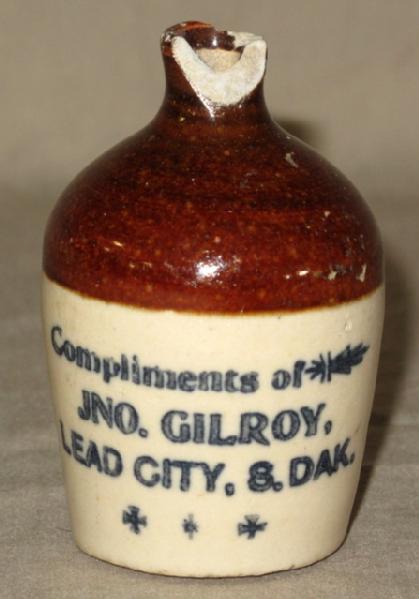 Compliments of
JNO. GILROY,
LEAD CITY, S. DAK.